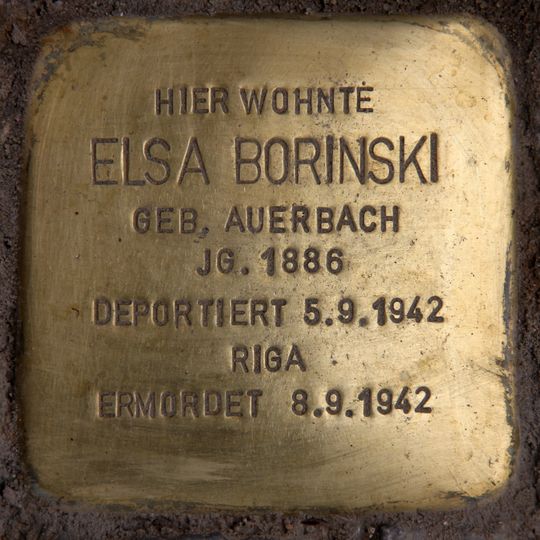 HIER WOHNTE
ELSA BORINSKI
GEB. AUERBACH
JG. 1886
DEPORTIERT 5.9.1942
RIGA
ERMORDET 8.9.1942